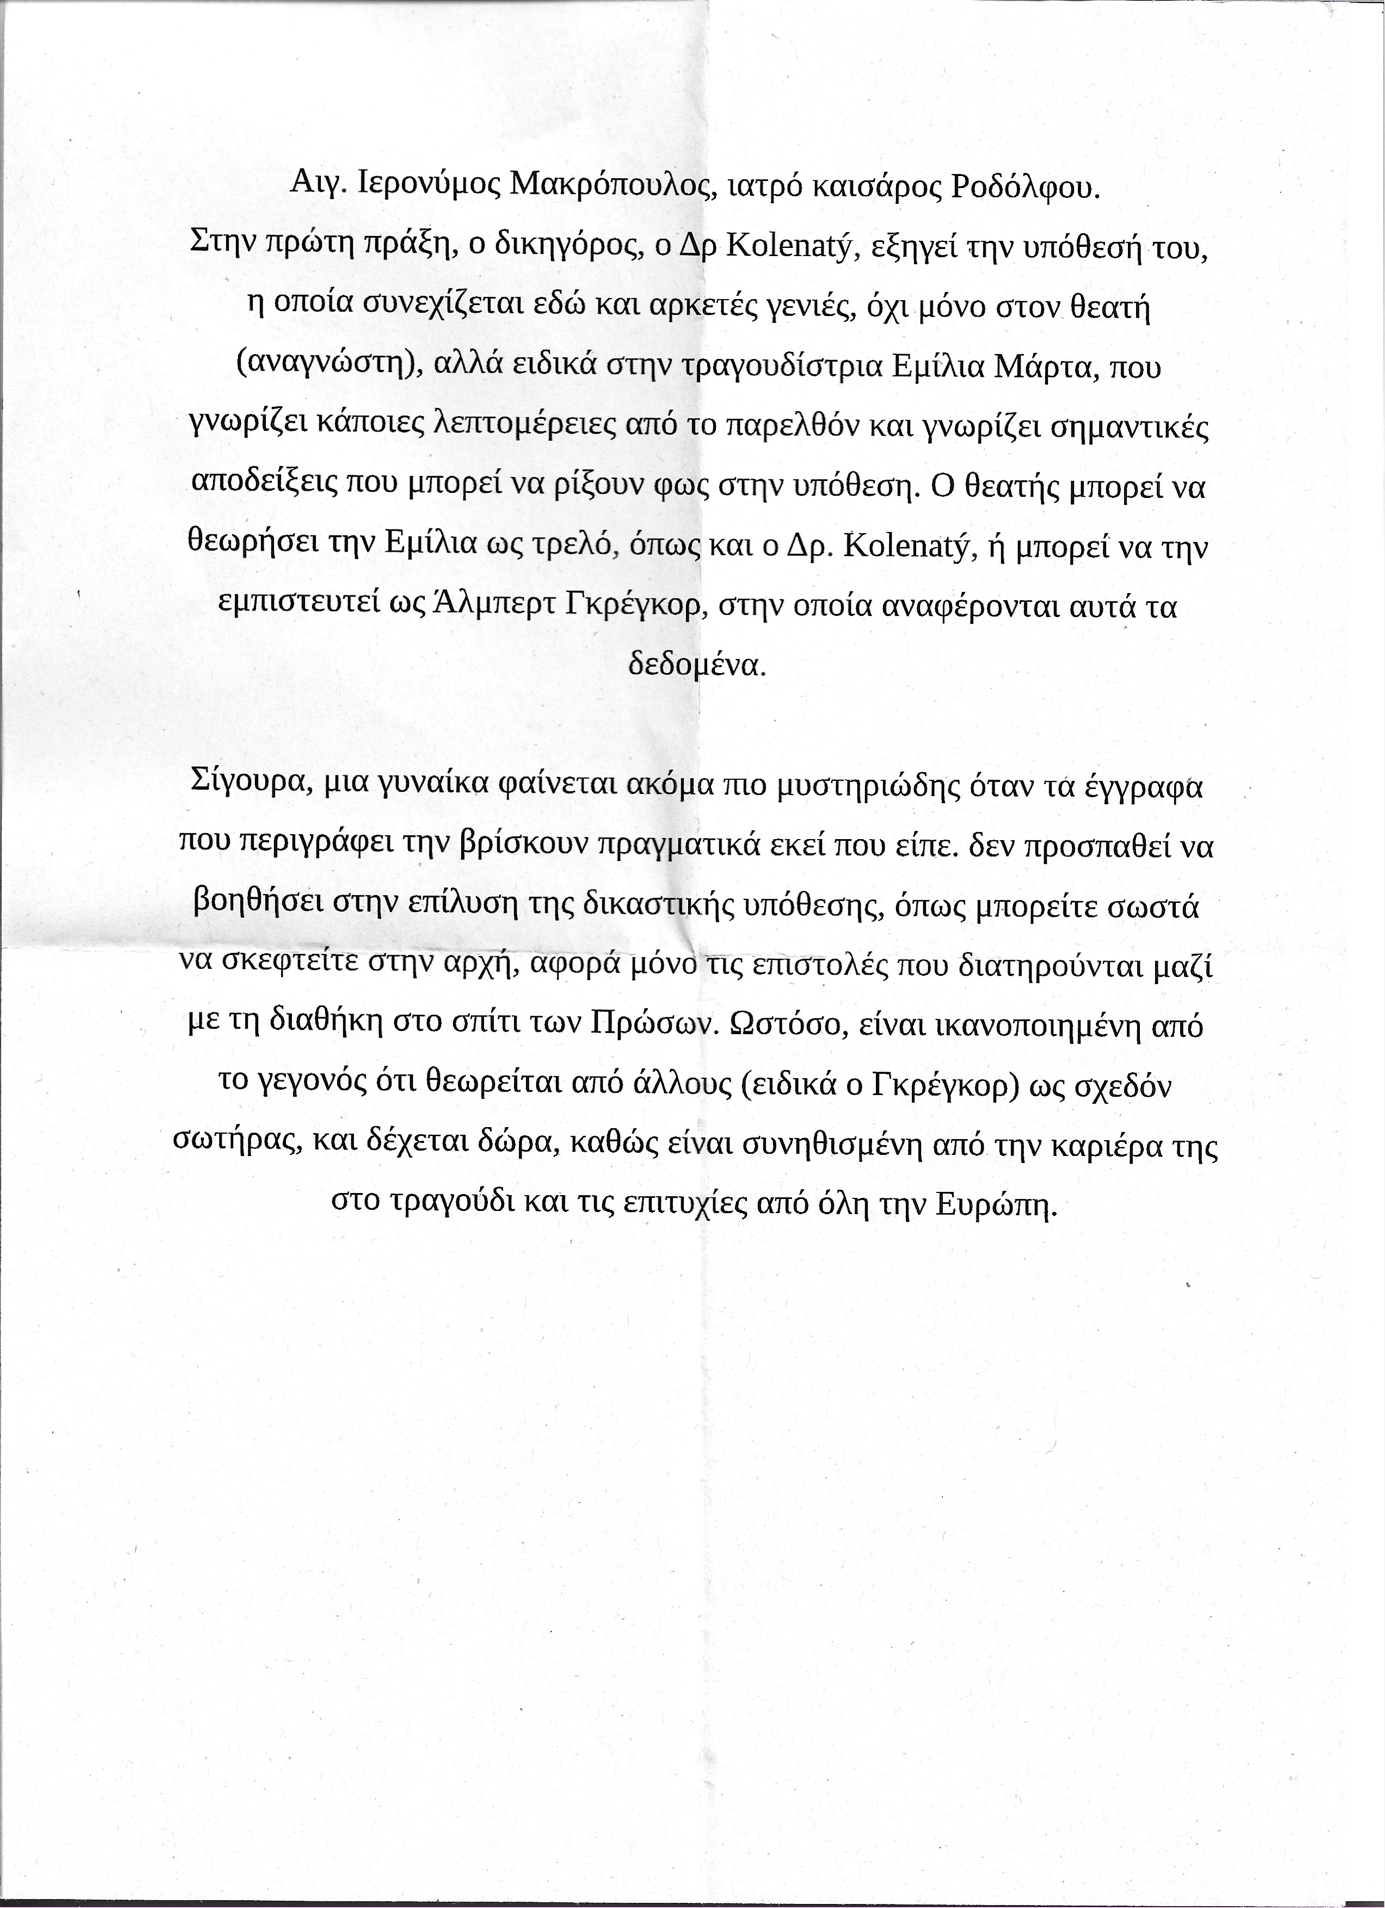 Αιγ. Ιερονύμος Μακρόπουλος, ιατρό καισάρος Ροδόλφου.
Στην πρώτη πράξη, ο δικηγόρος, ο Δρ Kolenatý, εξηγεί την υπόθεσή του,
η οποία συνεχίζεται εδώ και αρκετές γενιές, όχι μόνο στον θεατή
(αναγνώστη), αλλά ειδικά στην τραγουδίστρια Εμίλια Μάρτα, που
γνωρίζει κάποιες λεπτομέρειες από το παρελθόν και γνωρίζει σημαντικές
αποδείξεις που μπορεί να ρίξουν φως στην υπόθεση. Ο θεατής μπορεί να
θεωρήσει την Εμίλια ως τρελό, όπως και ο Δρ. Kolenatý, ή μπορεί να την
εμπιστευτεί ως Άλμπερτ Γκρέγκορ, στην οποία αναφέρονται αυτά τα
δεδομένα.
Σίγουρα, μια γυναίκα φαίνεται ακόμα πιο μυστηριώδης όταν τα έγγραφα
που περιγράφει την βρίσκουν πραγματικά εκεί που είπε. δεν προσπαθεί να
βοηθήσει στην επίλυση της δικαστικής υπόθεσης, όπως μπορείτε σωστά
να σκεφτείτε στην αρχή, αφορά μόνο τις επιστολές που διατηρούνται μαζί
με τη διαθήκη στο σπίτι των Πρώσων. Ωστόσο, είναι ικανοποιημένη από
το γεγονός ότι θεωρείται από άλλους (ειδικά ο Γκρέγκορ) ως σχεδόν
σωτήρας, και δέχεται δώρα, καθώς είναι συνηθισμένη από την καριέρα της
στο τραγούδι και τις επιτυχίες από όλη την Ευρώπη.